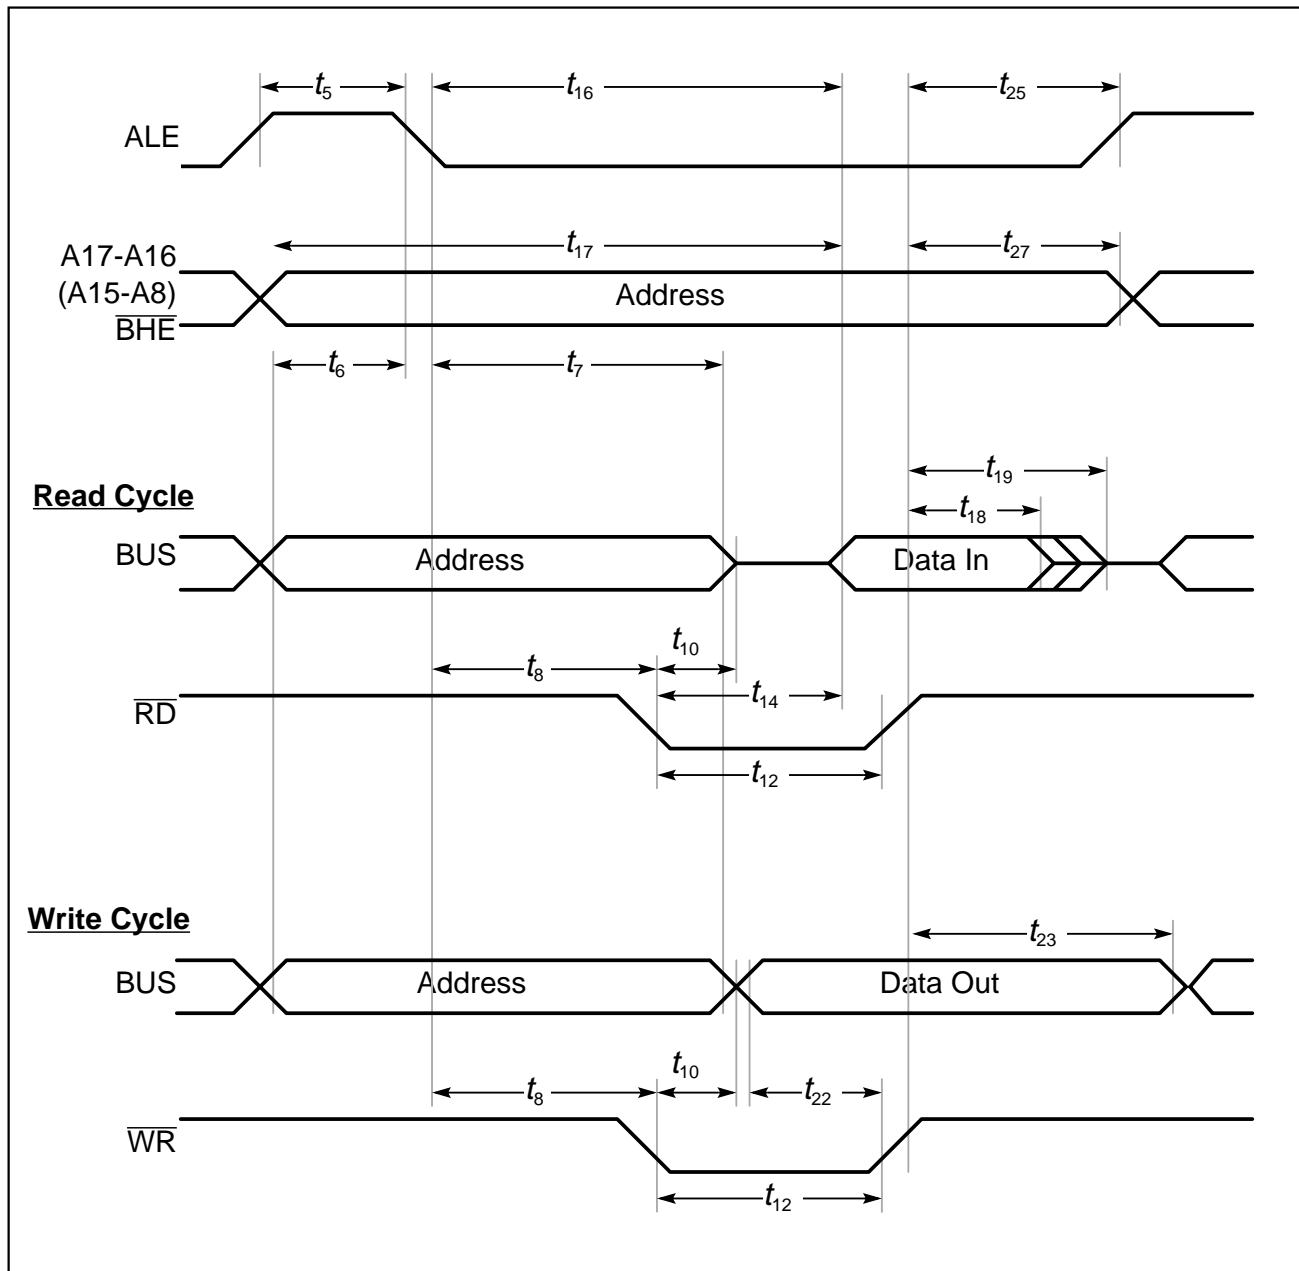 t5 t16 t25
ALE
A17-A16 t17 t27
(A15-A8) Address
BHE
t6 t7
t19
Read Cycle t18
BUS Address Data In
t10
t8
RD t14
t12
Write Cycle
t23
BUS Address Data Out
t10
t8 t22
WR
t12